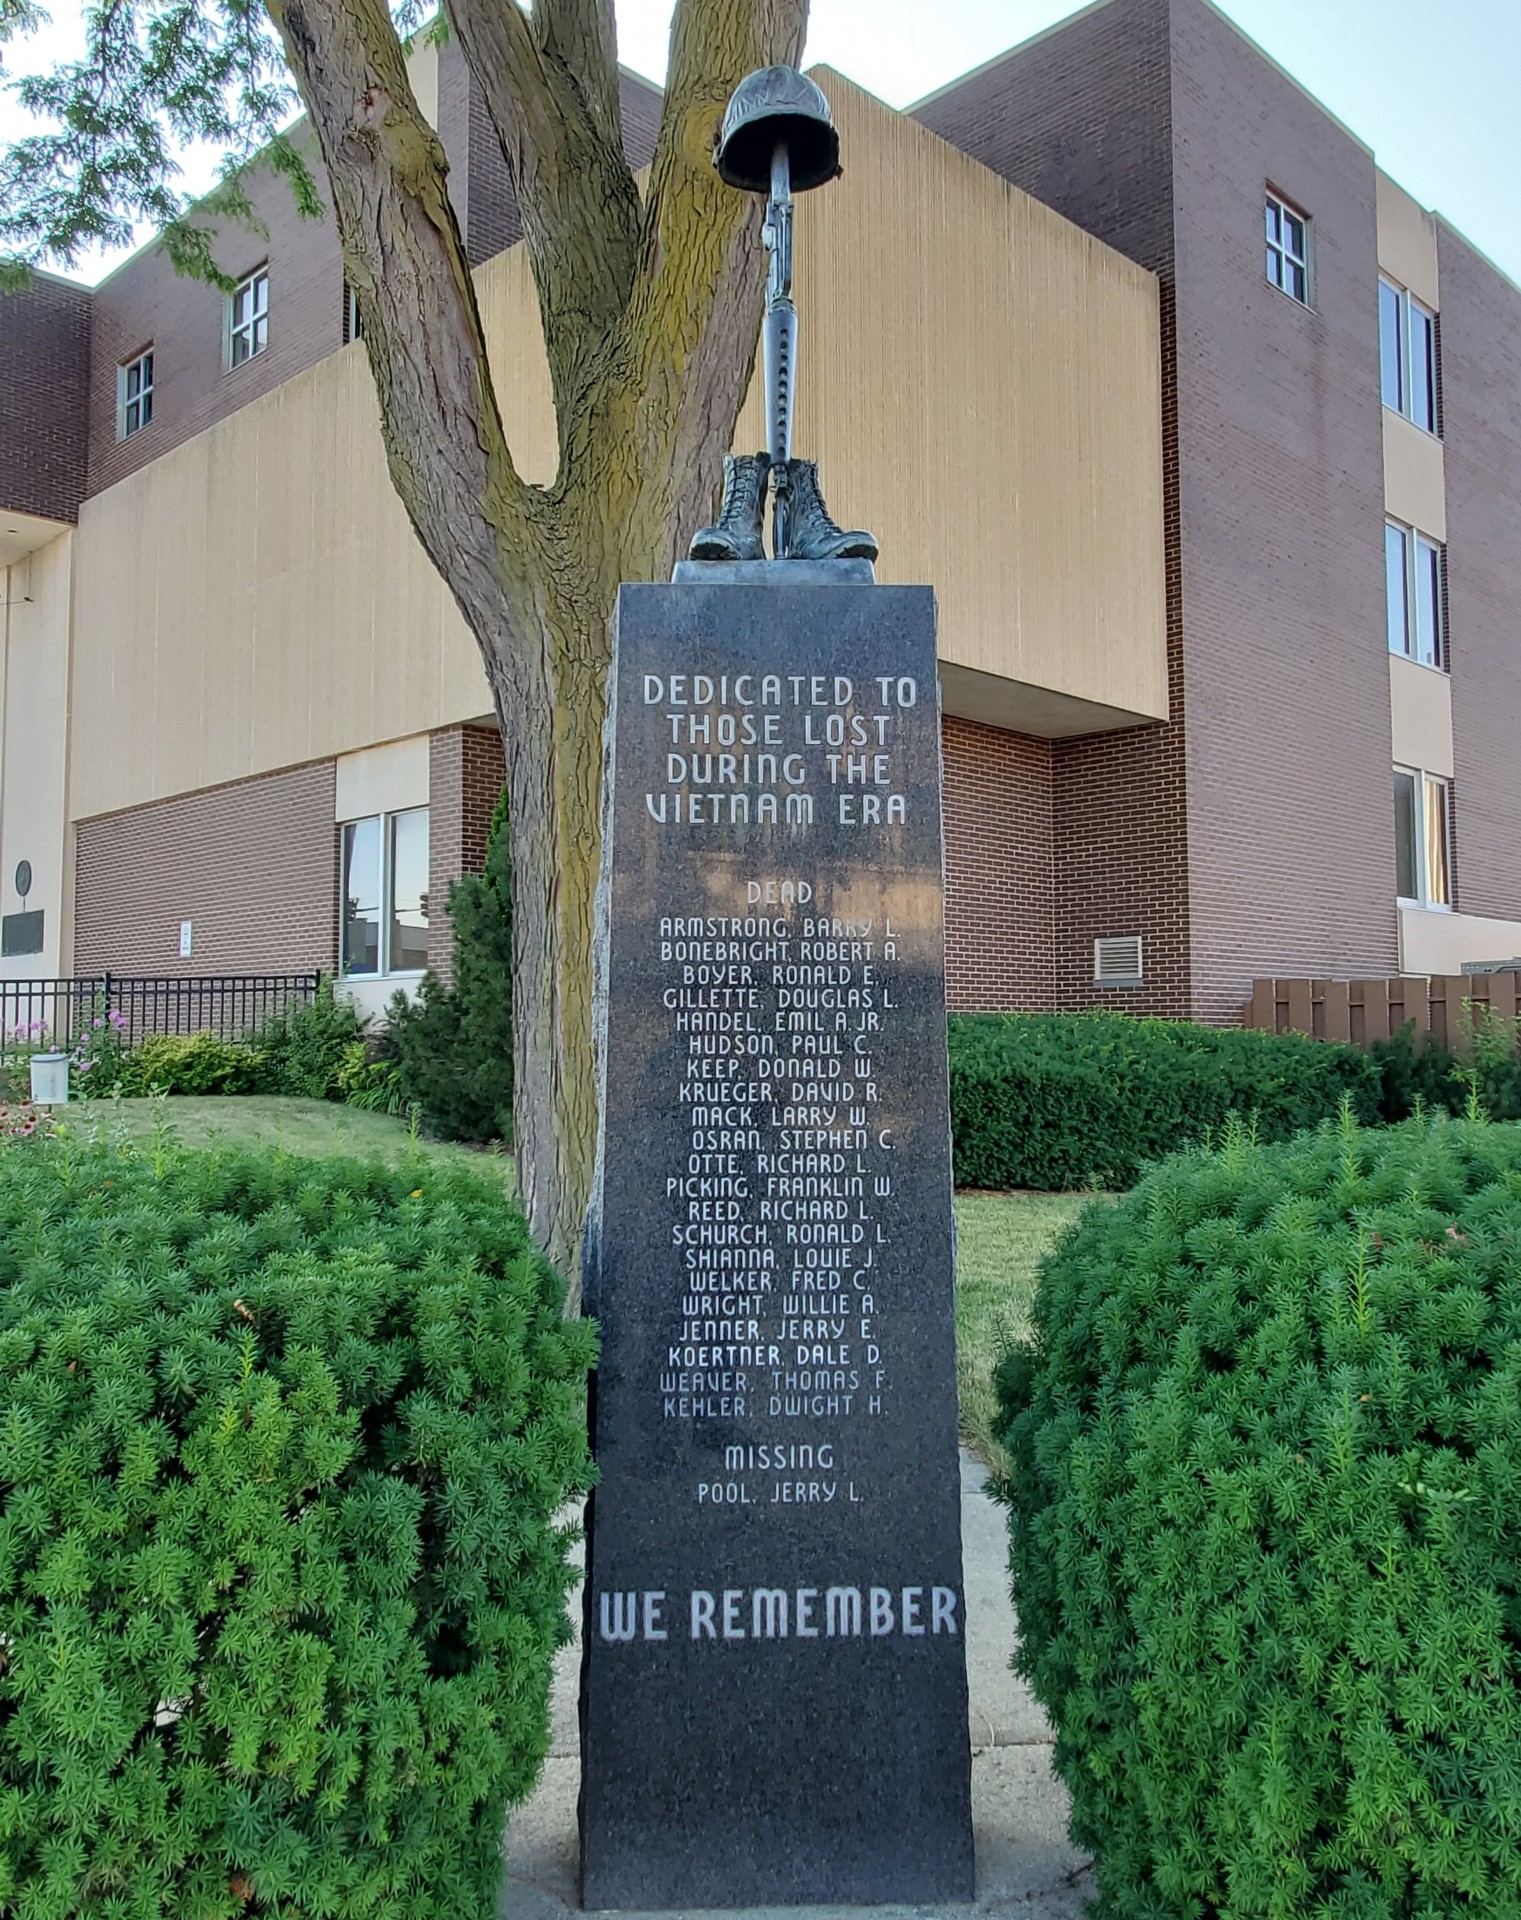 DEDICATED TO
THOSE LOST
DURING THE
VIETNAM ERA
DEAD
ARMSTRONG, BARRY L.
BONEBRIGHT, ROBERT A.
BOYER, RONALD E.
GILLETTE, DOUGLAS L.
HANDEL, EMIL A. JR.
HUDSON, PAUL C.
KEEP, DONALD W.
KRUEGER, DAVID R.
MACK, LARRY W.
OSRAN, STEPHEN C.
OTTE, RICHARD L.
PICKING, FRANKLIN W.
REED, RICHARD L.
SCHURCH, RONALD L.
SHIANNA, LOUIE J.
WELKER, FRED C.
WRIGHT, WILLIE A.
JENNER, JERRY E.
KOERTNER, DALE D.
WEAVER, THOMAS F.
KEHLER, DWIGHT H.
MISSING
POOL, JERRY L.
WE REMEMBER